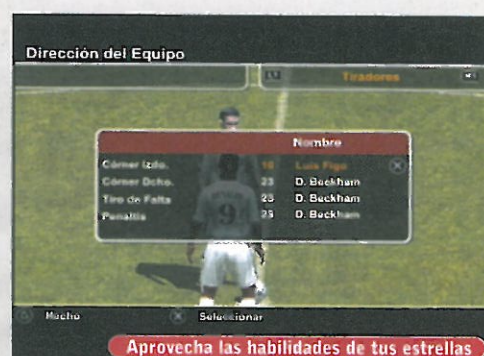 Dirección del Equipo
Tiradores
Nombre
Córner Izdo. 10 Luis Figo
Córner Dcho. 23 D. Beckham
Tiro de Falta 23 D. Beckham
Penaltis 23 D. Beckham
9
Hecho Seleccionar
Aprovecha las habilidades de tus estrellas